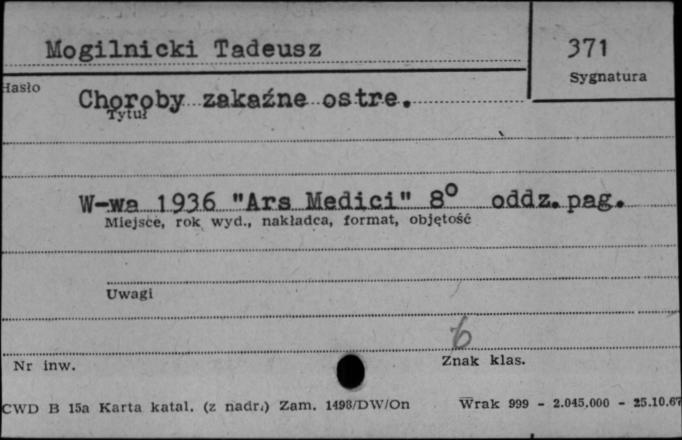 Mogilnicki Tadeusz
371
Sygnatura
Hasło
Choroby zakaźne ostre.
Tytuł
W-wa 1936 "Ars Medici" 8° oddz. pag.
Miejsce, rok wyd., nakładca, format, objętość
Uwagi
6
Nr inw.
Znak klas.
CWD B 15a Karta katal. (z nadr.) Zam. 1498/DW/On Wrak 999 - 2.045.000 - 25.10.67